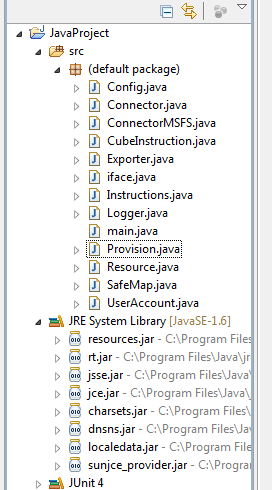 JavaProject
src
(default package)
Config.java
Connector.java
ConnectorMSFS.java
CubeInstruction.java
Exporter.java
iface.java
Instructions.java
Logger.java
main.java
Provision.java
Resource.java
SafeMap.java
UserAccount.java
JRE System Library [JavaSE-1.6]
resources.jar - C:\Program Files
rt.jar - C:\Program Files\Java\jr
jsse.jar - C:\Program Files\Java\
jce.jar - C:\Program Files\Java\j
charsets.jar - C:\Program Files\
dnsns.jar - C:\Program Files\Jav
localedata.jar - C:\Program File
sunjce_provider.jar - C:\Progra
JUnit 4